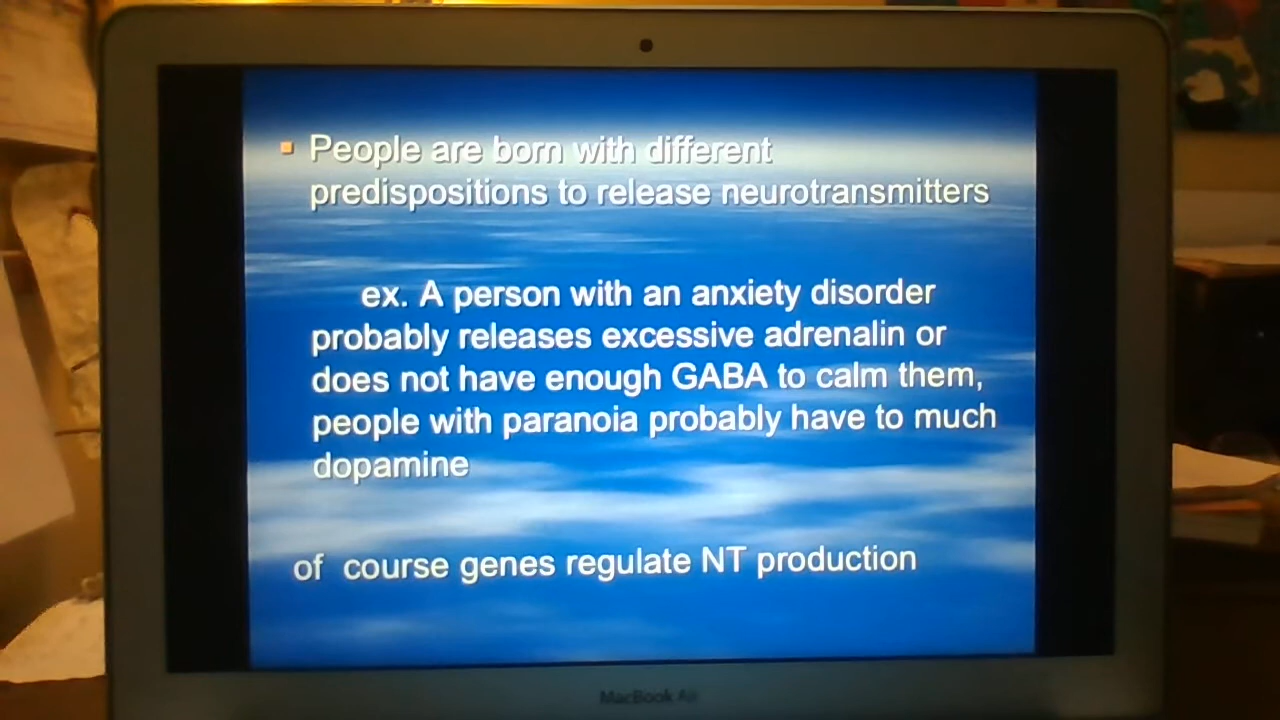 People are born with different
predispositions to release neurotransmitters
ex. A person with an anxiety disorder
probably releases excessive adrenalin or
does not have enough GABA to calm them,
people with paranoia probably have to much
dopamine
of course genes regulate NT production
MacBook Air